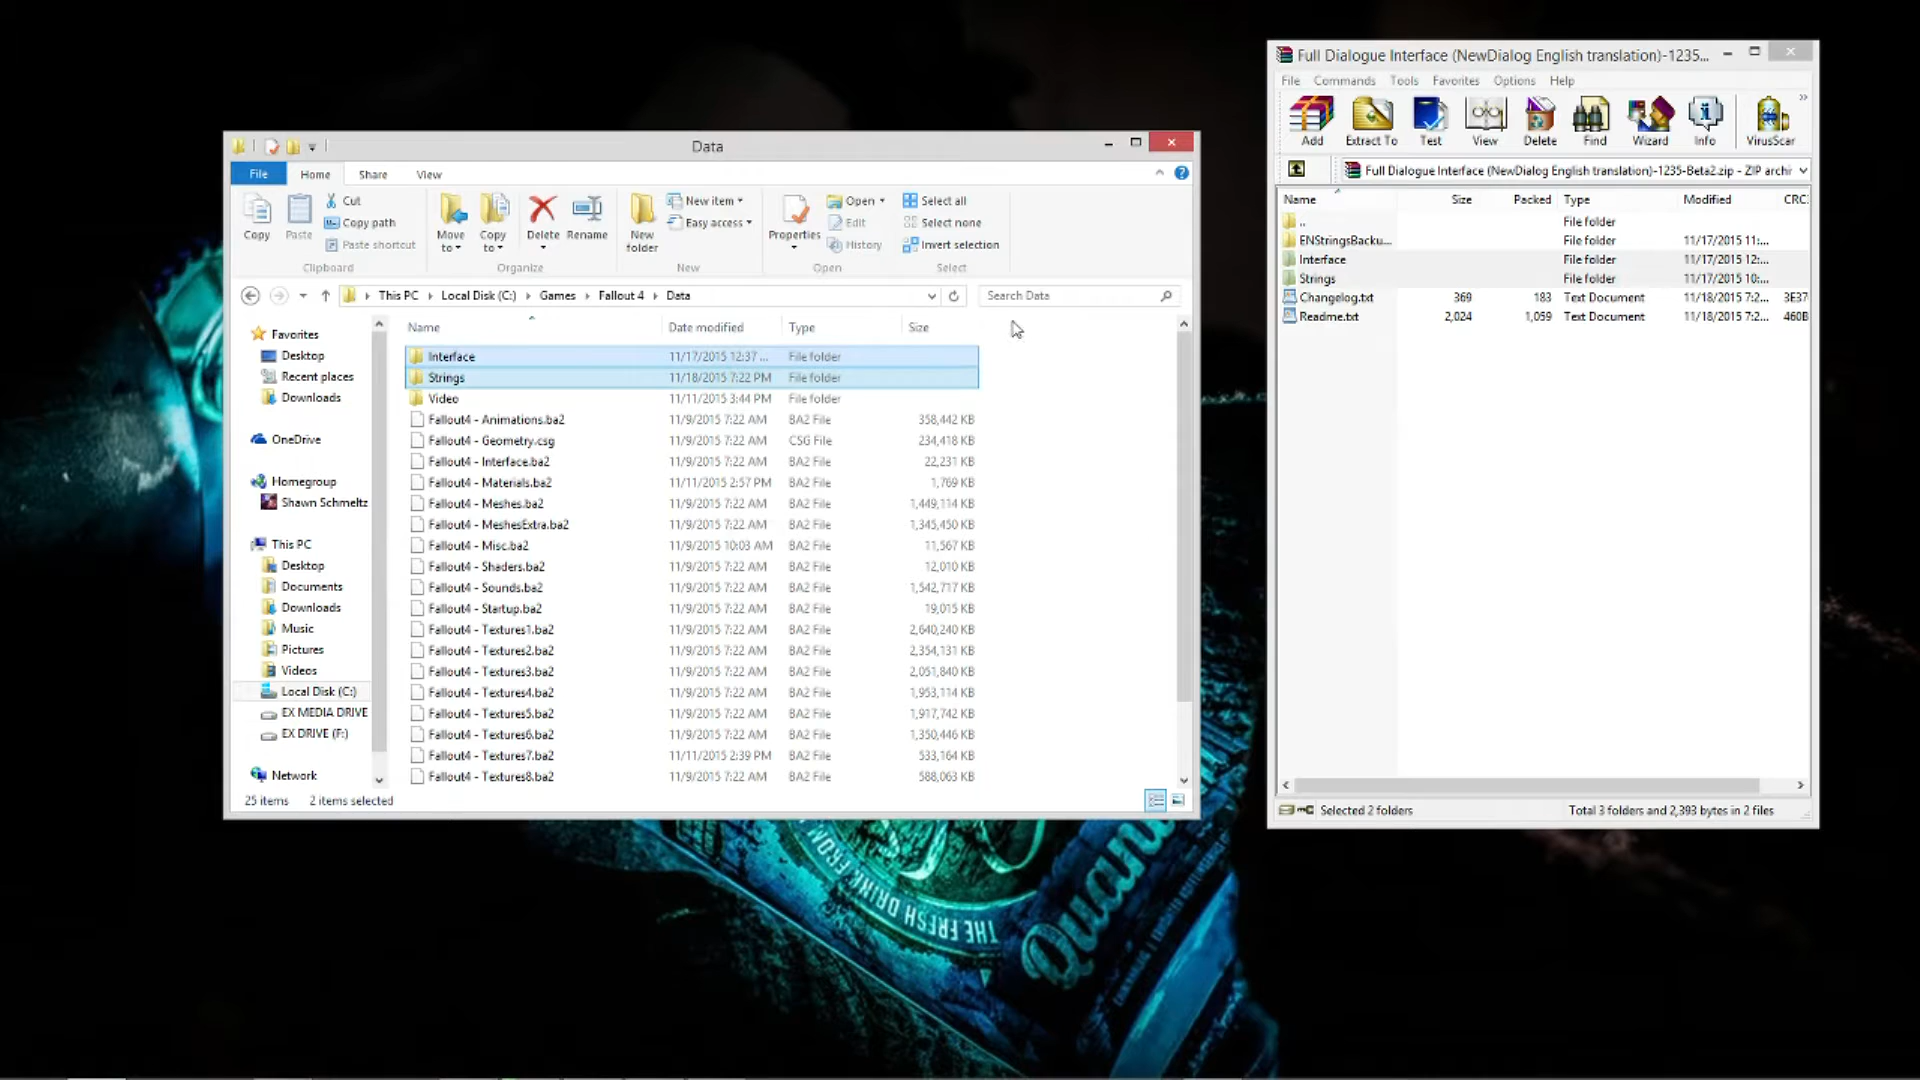 Data
File
Home
Share
View
Copy
Paste
Cut
Copy path
Paste shortcut
Clipboard
Move to
Copy to
Delete
Rename
Organize
New folder
New item
Easy access
New
Properties
Open
Edit
History
Open
Select all
Select none
Invert selection
Select
This PC
Local Disk (C:)
Games
Fallout 4
Data
Search Data
Favorites
Desktop
Recent places
Downloads
OneDrive
Homegroup
Shawn Schmeltz
This PC
Desktop
Documents
Downloads
Music
Pictures
Videos
Local Disk (C:)
EX MEDIA DRIVE
EX DRIVE (F:)
Network
Name Date modified Type Size
Interface 11/17/2015 12:37 ... File folder
Strings 11/18/2015 7:22 PM File folder
Video 11/11/2015 3:44 PM File folder
Fallout4 - Animations.ba2 11/9/2015 7:22 AM BA2 File 358,442 KB
Fallout4 - Geometry.csg 11/9/2015 7:22 AM CSG File 234,418 KB
Fallout4 - Interface.ba2 11/9/2015 7:22 AM BA2 File 22,231 KB
Fallout4 - Materials.ba2 11/11/2015 2:57 PM BA2 File 1,769 KB
Fallout4 - Meshes.ba2 11/9/2015 7:22 AM BA2 File 1,449,114 KB
Fallout4 - MeshesExtra.ba2 11/9/2015 7:22 AM BA2 File 1,345,450 KB
Fallout4 - Misc.ba2 11/9/2015 10:03 AM BA2 File 11,567 KB
Fallout4 - Shaders.ba2 11/9/2015 7:22 AM BA2 File 12,010 KB
Fallout4 - Sounds.ba2 11/9/2015 7:22 AM BA2 File 1,542,717 KB
Fallout4 - Startup.ba2 11/9/2015 7:22 AM BA2 File 19,015 KB
Fallout4 - Textures1.ba2 11/9/2015 7:22 AM BA2 File 2,640,240 KB
Fallout4 - Textures2.ba2 11/9/2015 7:22 AM BA2 File 2,354,131 KB
Fallout4 - Textures3.ba2 11/9/2015 7:22 AM BA2 File 2,051,840 KB
Fallout4 - Textures4.ba2 11/9/2015 7:22 AM BA2 File 1,953,114 KB
Fallout4 - Textures5.ba2 11/9/2015 7:22 AM BA2 File 1,917,742 KB
Fallout4 - Textures6.ba2 11/9/2015 7:22 AM BA2 File 1,350,446 KB
Fallout4 - Textures7.ba2 11/11/2015 2:39 PM BA2 File 533,164 KB
Fallout4 - Textures8.ba2 11/9/2015 7:22 AM BA2 File 588,063 KB
25 items 2 items selected
Full Dialogue Interface (NewDialog English translation)-1235...
File Commands Tools Favorites Options Help
Add Extract To Test View Delete Find Wizard Info VirusScan
Full Dialogue Interface (NewDialog English translation)-1235-Beta2.zip - ZIP archi
Name Size Packed Type Modified CRC
.. File folder
ENStringsBacku... File folder 11/17/2015 11:...
Interface File folder 11/17/2015 12:...
Strings File folder 11/17/2015 10:...
Changelog.txt 369 183 Text Document 11/18/2015 7:2... 3E37
Readme.txt 2,024 1,059 Text Document 11/18/2015 7:2... 460B
Selected 2 folders Total 3 folders and 2,393 bytes in 2 files
THE FRESH DRINK FROM
Quan